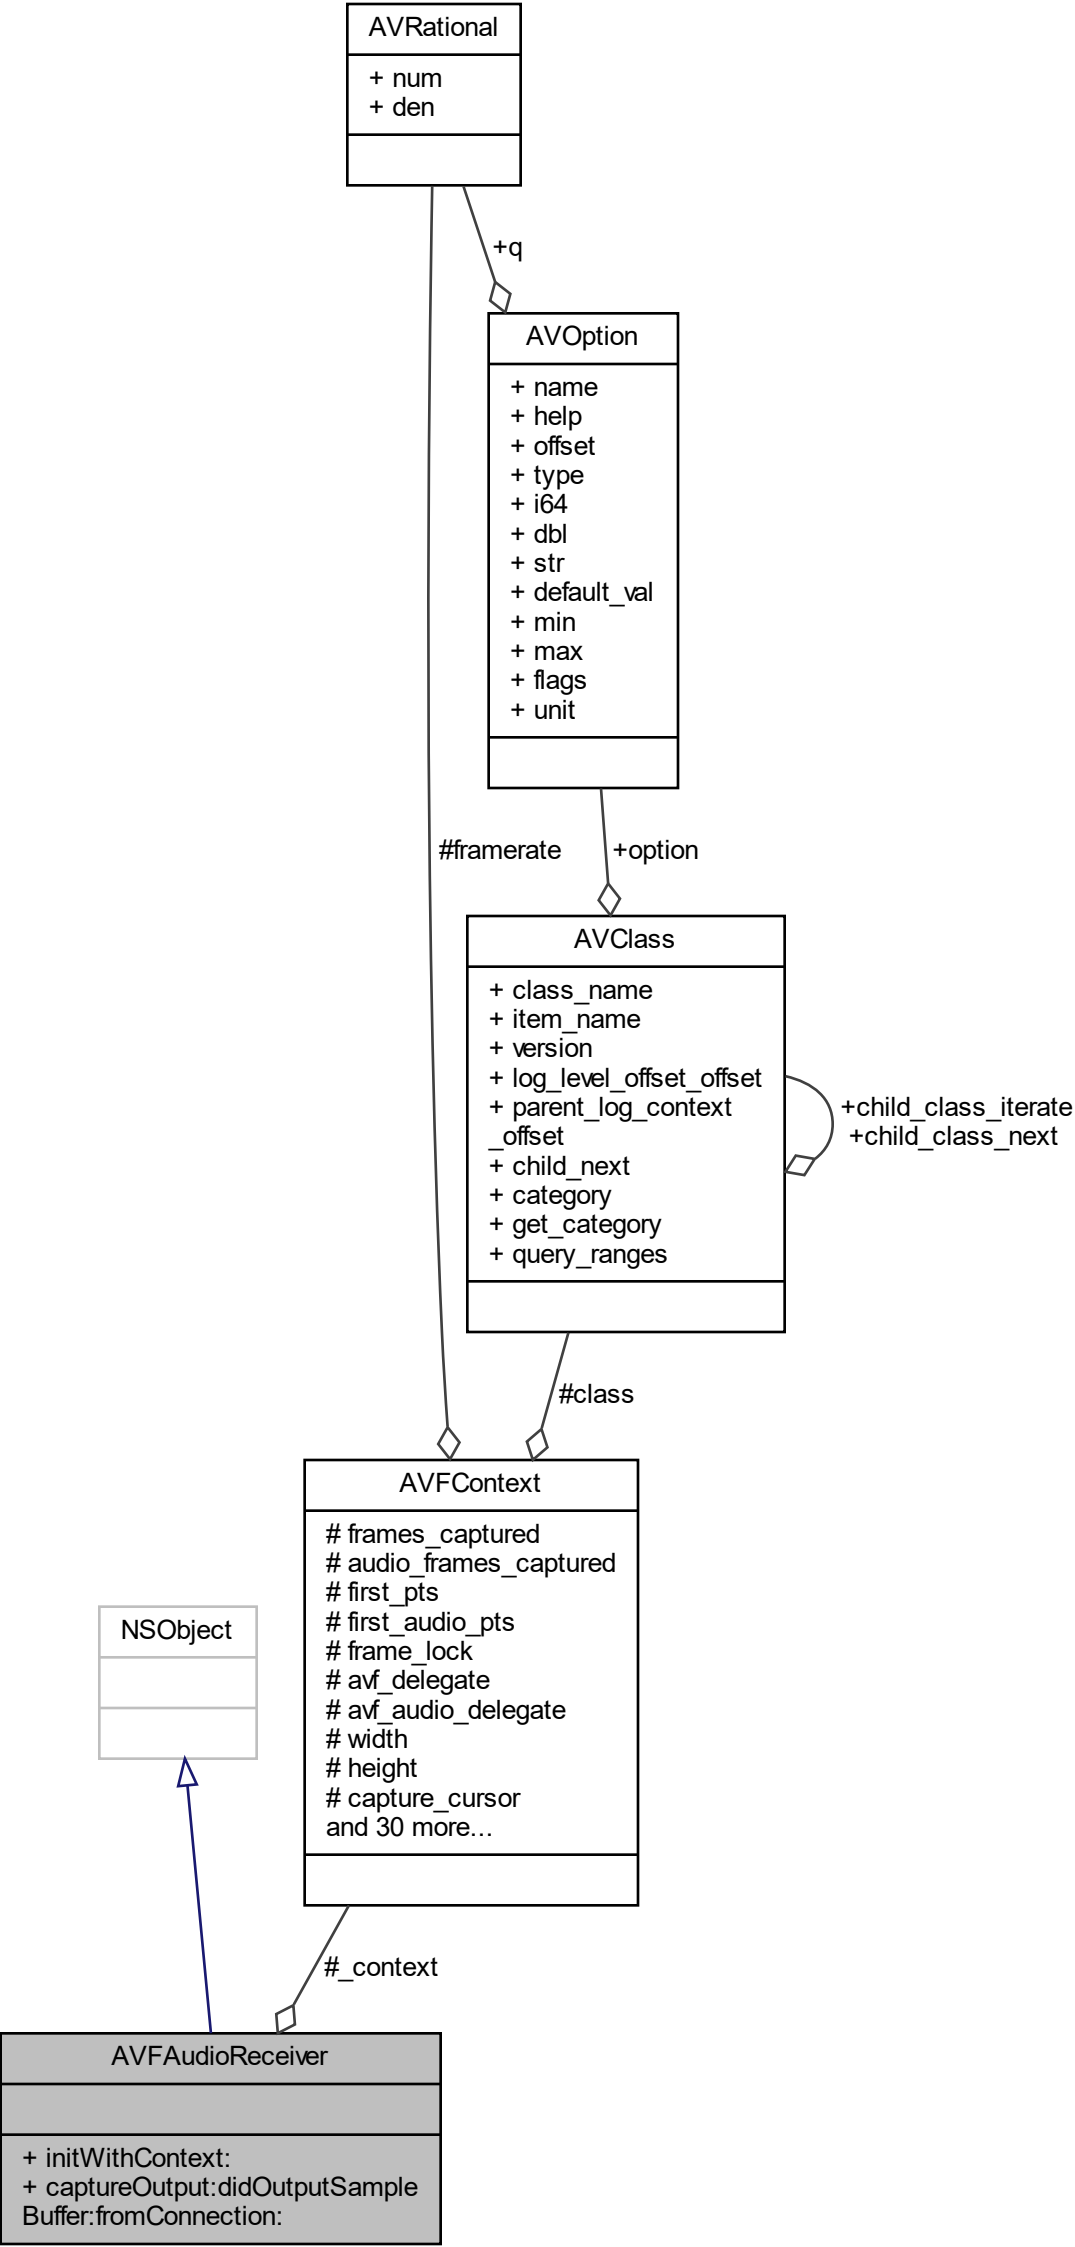 AVRational
+ num
+ den
+q
AVOption
+ name
+ help
+ offset
+ type
+ i64
+ dbl
+ str
+ default_val
+ min
+ max
+ flags
+ unit
#framerate
+option
AVClass
+ class_name
+ item_name
+ version
+ log_level_offset_offset
+ parent_log_context
_offset
+ child_next
+ category
+ get_category
+ query_ranges
+child_class_iterate
+child_class_next
#class
AVFContext
# frames_captured
# audio_frames_captured
# first_pts
# first_audio_pts
# frame_lock
# avf_delegate
# avf_audio_delegate
# width
# height
# capture_cursor
and 30 more...
NSObject
#_context
AVFAudioReceiver
+ initWithContext:
+ captureOutput:didOutputSample
Buffer:fromConnection: